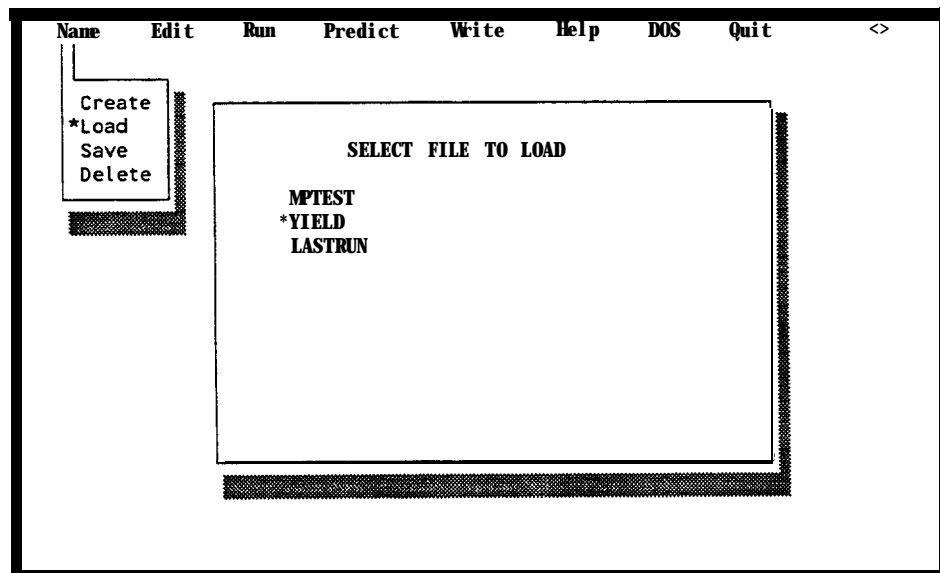 Name Edit Run Predict Write Help DOS Quit <>
Create
*Load
Save
Delete
SELECT FILE TO LOAD
MPTEST
*YIELD
LASTRUN